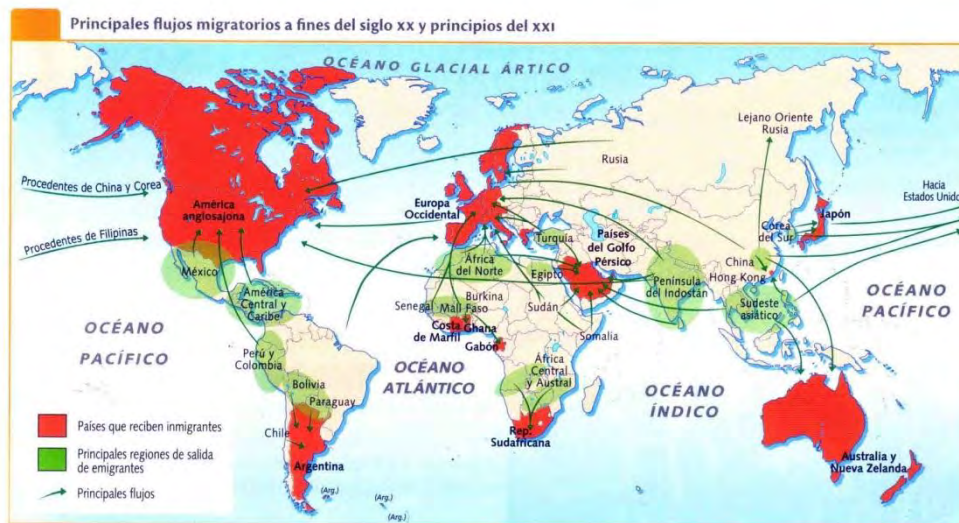 Principales flujos migratorios a fines del siglo XX y principios del XXI
OCÉANO GLACIAL ÁRTICO
Lejano Oriente
Rusia
Rusia
Procedentes de China y Corea
América
anglosajona
Europa
Occidental
Hacia
Estados Unidos
Japón
Corea
del Sur
Procedentes de Filipinas
Turquía
Países
del Golfo
Pérsico
China
Hong Kong
México
África
del Norte
Egipto
Península
del Indostán
América
Central y
Caribe
Senegal
Malí
Burkina
Faso
Sudán
Sudeste
asiático
OCÉANO
PACÍFICO
OCÉANO
PACÍFICO
Costa
de Marfil
Ghana
Gabón
Somalia
Perú y
Colombia
OCÉANO
ATLÁNTICO
África
Central
y Austral
Bolivia
Paraguay
OCÉANO
ÍNDICO
Países que reciben inmigrantes
Chile
Rep.
Sudafricana
Principales regiones de salida
de emigrantes
Argentina
Australia y
Nueva Zelanda
Principales flujos
(Arg.)
(Arg.)